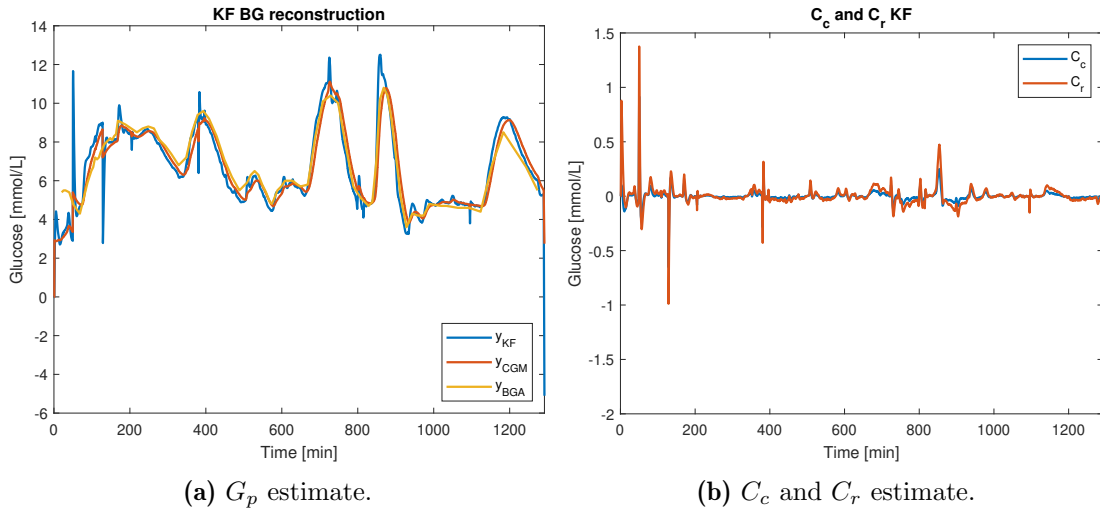 KF BG reconstruction
14
12
10
8
6
4
2
0
-2
-4
-6
Glucose [mmol/L]
0 200 400 600 800 1000 1200
Time [min]
y_KF
y_CGM
y_BGA
(a) G_p estimate.
C_c and C_r KF
1.5
1
0.5
0
-0.5
-1
-1.5
-2
Glucose [mmol/L]
0 200 400 600 800 1000 1200
Time [min]
C_c
C_r
(b) C_c and C_r estimate.